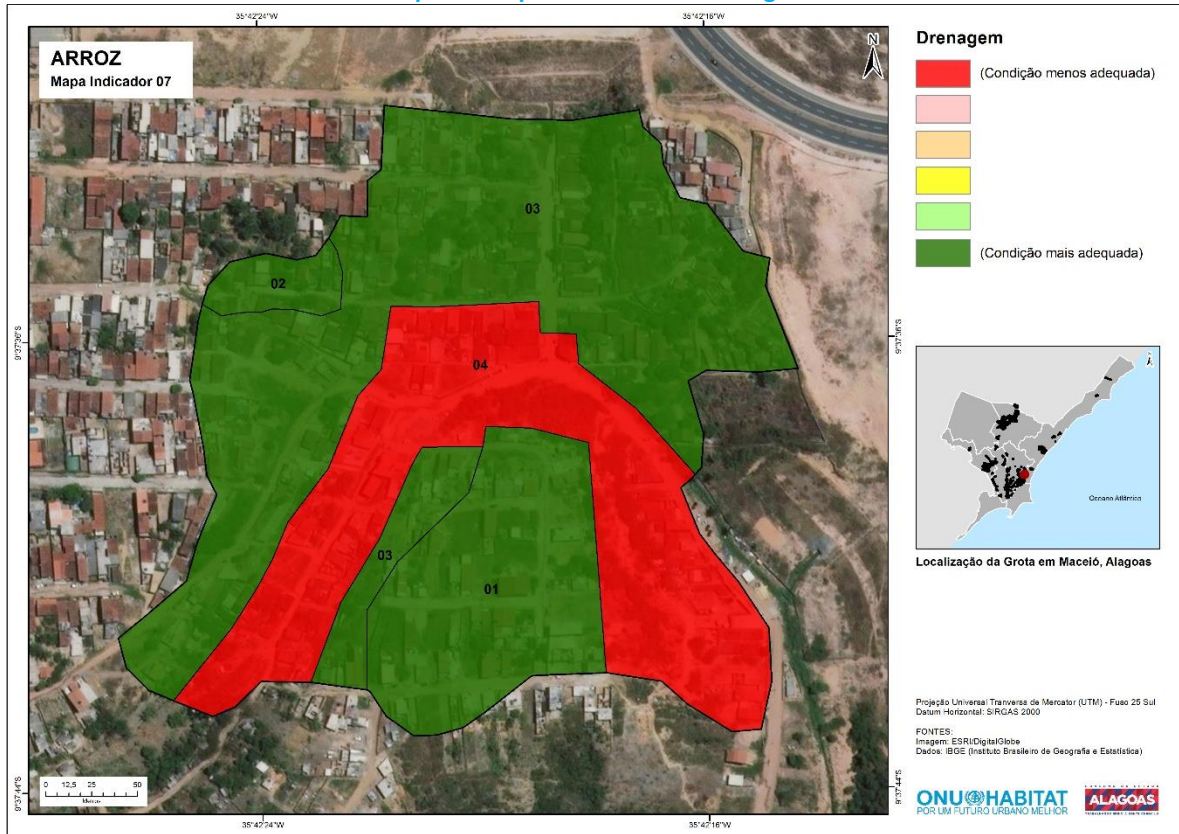 35°42'24"W
35°42'16"W
ARROZ
Mapa Indicador 07
N
03
02
04
03
01
9°37'36"S
9°37'36"S
9°37'44"S
9°37'44"S
0 12,5 25 50
Metros
35°42'24"W
35°42'16"W
Drenagem
(Condição menos adequada)
(Condição mais adequada)
Oceano Atlântico
Localização da Grota em Maceió, Alagoas
Projeção Universal Tranversa de Mercator (UTM) - Fuso 25 Sul
Datum Horizontal: SIRGAS 2000
FONTES:
Imagem: ESRI/DigitalGlobe
Dados: IBGE (Instituto Brasileiro de Geografia e Estatística)
ONU HABITAT
POR UM FUTURO URBANO MELHOR
ALAGOAS